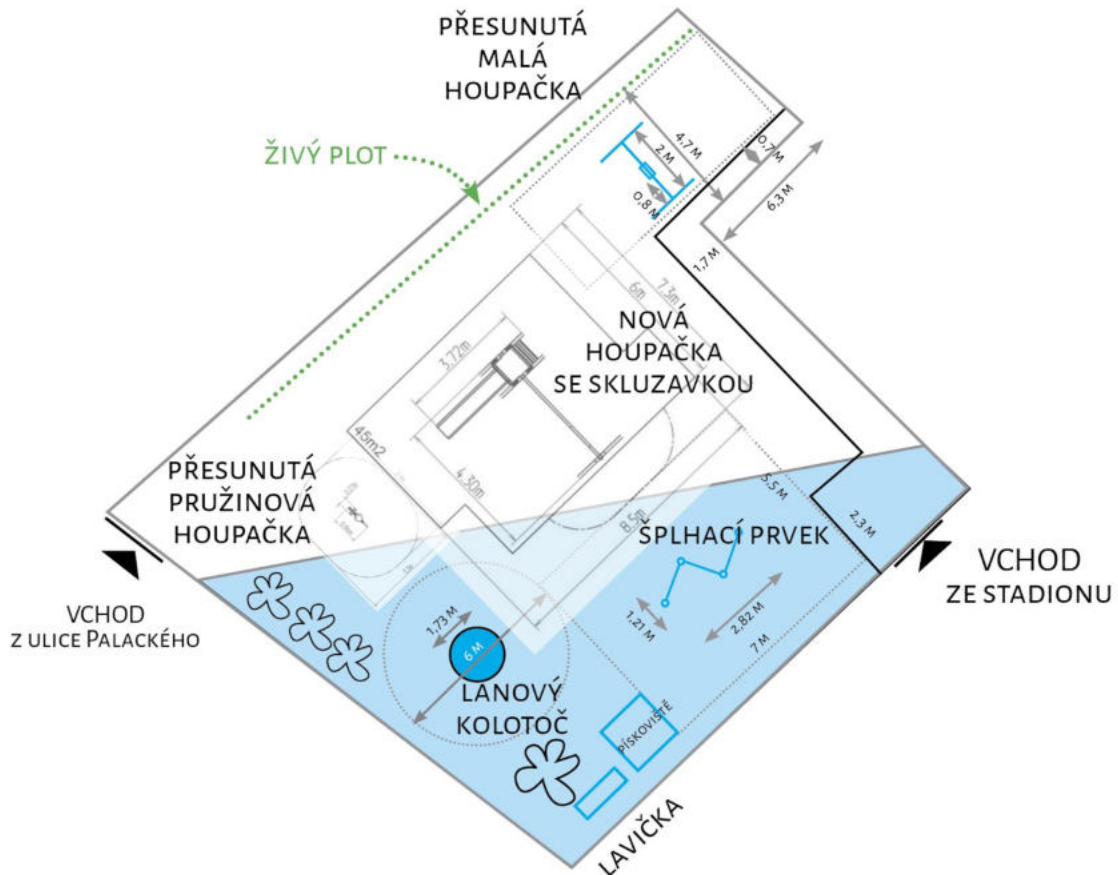 PŘESUNUTÁ
MALÁ
HOUPAČKA
ŽIVÝ PLOT
4,7 M
2 M
0,8 M
0,7 M
6,3 M
1,7 M
7.3m
6m
NOVÁ
HOUPAČKA
SE SKLUZAVKOU
3.72m
45m2
4.30m
8.5m
PŘESUNUTÁ
PRUŽINOVÁ
HOUPAČKA
5,5 M
2,3 M
ŠPLHACÍ PRVEK
VCHOD
ZE STADIONU
VCHOD
Z ULICE PALACKÉHO
1,73 M
6 M
LANOVÝ
KOLOTOČ
1,21 M
2,82 M
7 M
PÍSKOVIŠTĚ
LAVIČKA